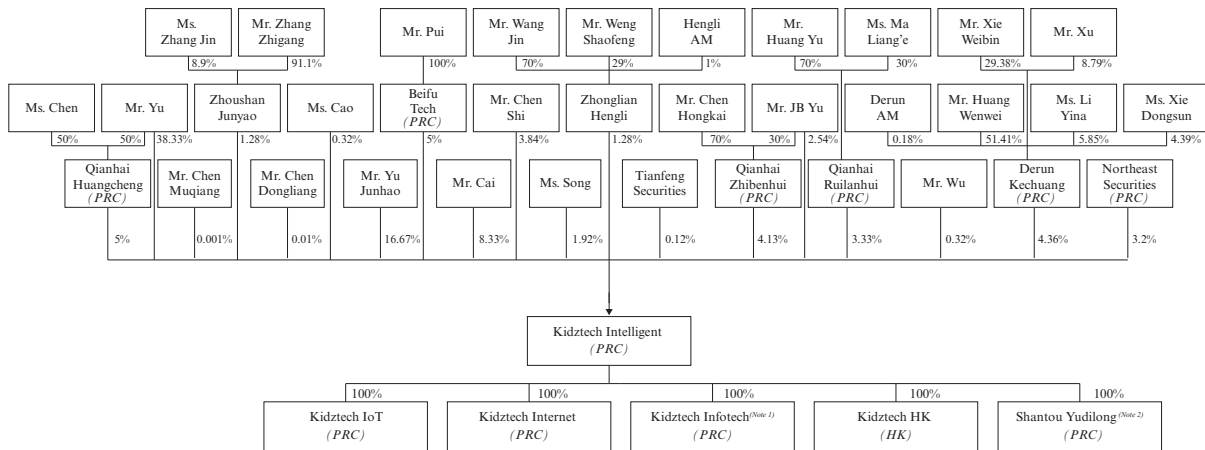 Ms.
Zhang Jin
Mr. Zhang
Zhigang
Mr. Pui
Mr. Wang
Jin
Mr. Weng
Shaofeng
Hengli
AM
Mr.
Huang Yu
Ms. Ma
Liang'e
Mr. Xie
Weibin
Mr. Xu
8.9%
91.1%
100%
70%
29%
1%
70%
30%
29.38%
8.79%
Ms. Chen
Mr. Yu
Zhoushan
Junyao
Ms. Cao
Beifu
Tech
(PRC)
Mr. Chen
Shi
Zhonglian
Hengli
Mr. Chen
Hongkai
Mr. JB Yu
Derun
AM
Mr. Huang
Wenwei
Ms. Li
Yina
Ms. Xie
Dongsun
50%
50%
38.33%
1.28%
0.32%
5%
3.84%
1.28%
70%
30%
2.54%
0.18%
51.41%
5.85%
4.39%
Qianhai
Huangcheng
(PRC)
Mr. Chen
Muqiang
Mr. Chen
Dongliang
Mr. Yu
Junhao
Mr. Cai
Ms. Song
Tianfeng
Securities
Qianhai
Zhibenhui
(PRC)
Qianhai
Ruilanhui
(PRC)
Mr. Wu
Derun
Kechuang
(PRC)
Northeast
Securities
(PRC)
5%
0.001%
0.01%
16.67%
8.33%
1.92%
0.12%
4.13%
3.33%
0.32%
4.36%
3.2%
Kidztech Intelligent
(PRC)
100%
100%
100%
100%
100%
Kidztech IoT
(PRC)
Kidztech Internet
(PRC)
Kidztech Infotech(Note 1)
(PRC)
Kidztech HK
(HK)
Shantou Yudilong(Note 2)
(PRC)